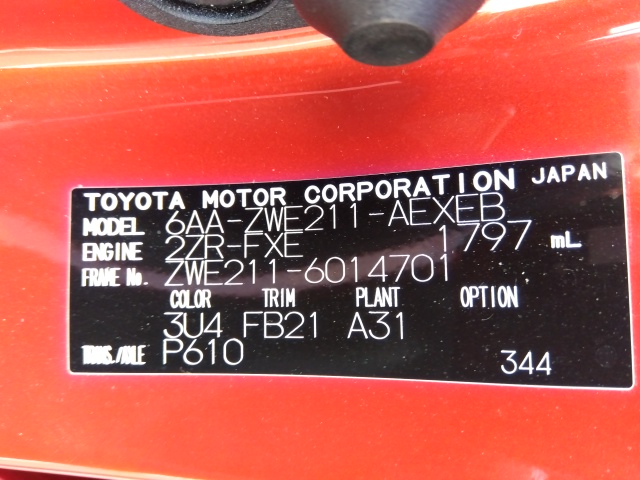 TOYOTA MOTOR CORPORATION JAPAN
MODEL 6AA-ZWE211-AEXEB
ENGINE 2ZR-FXE 1797 mL
FRAME No. ZWE211-6014701
COLOR TRIM PLANT OPTION
3U4 FB21 A31
TRANS./AXLE P610 344